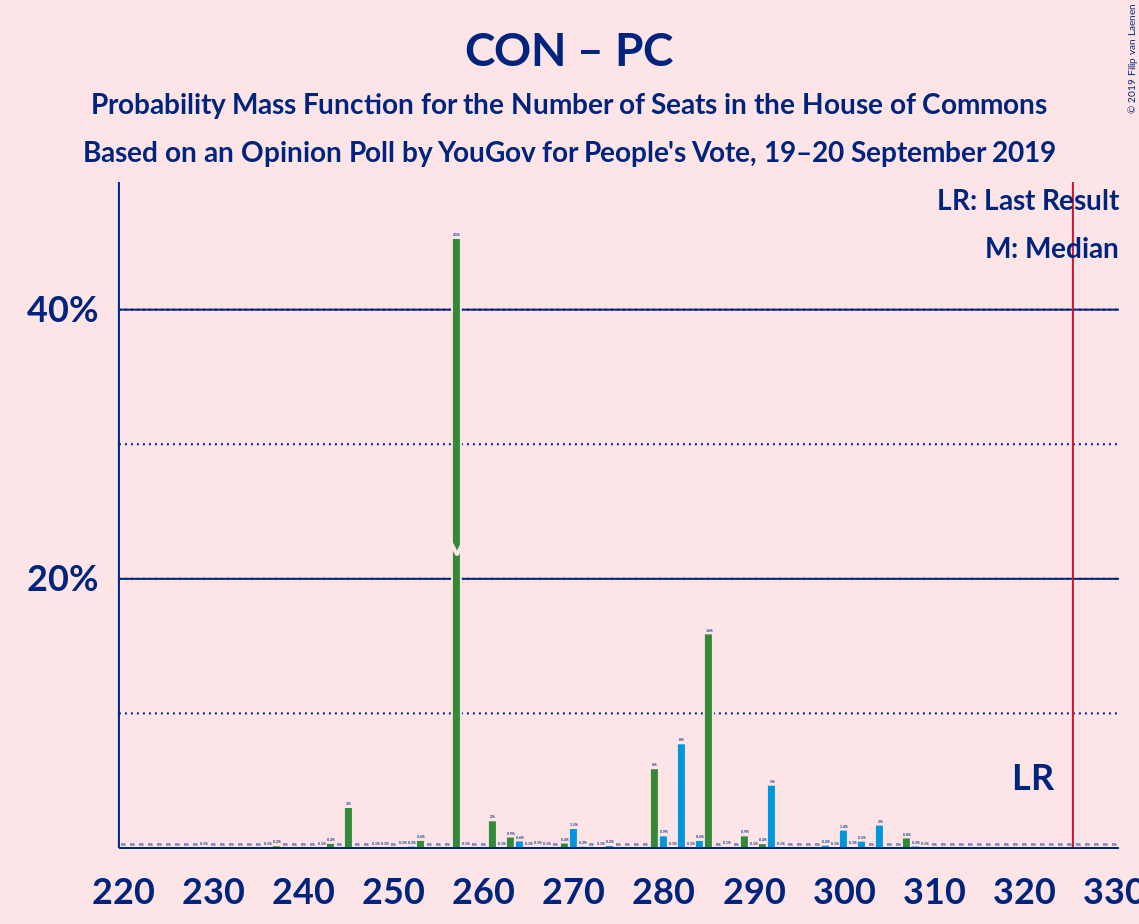 CON – PC
Probability Mass Function for the Number of Seats in the House of Commons
Based on an Opinion Poll by YouGov for People's Vote, 19–20 September 2019
© 2019 Filip van Laenen
LR: Last Result
M: Median
40%
20%
LR
220 230 240 250 260 270 280 290 300 310 320 330